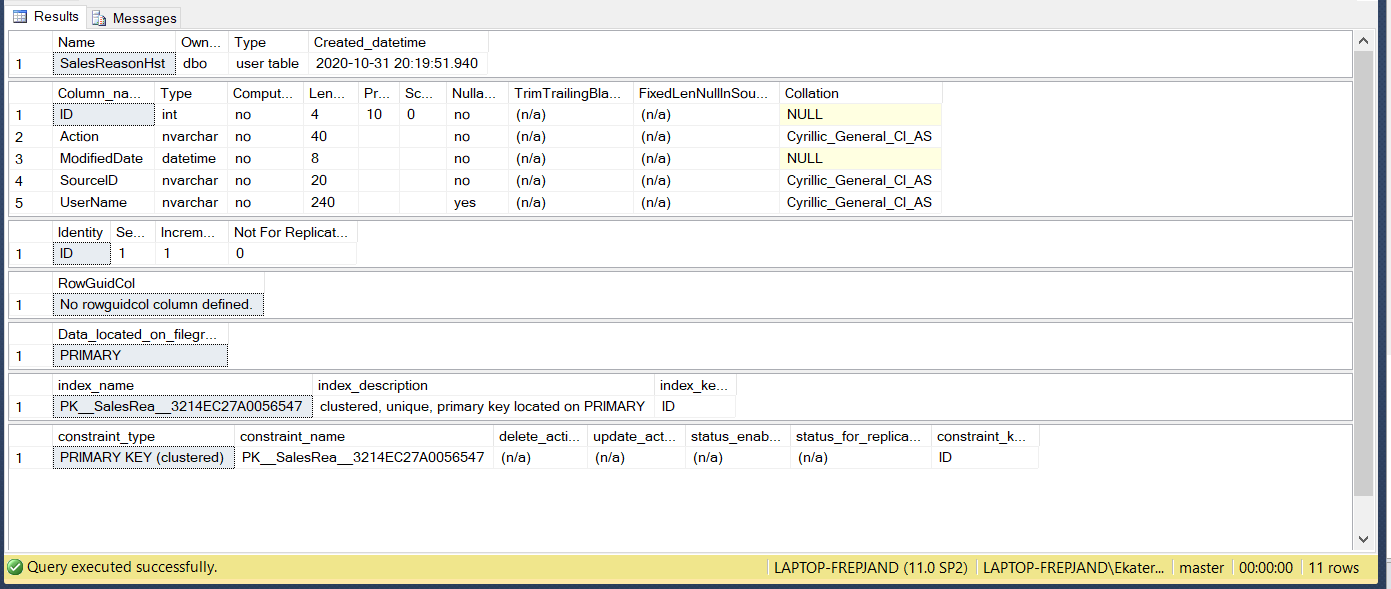 Results Messages
Name Own... Type Created_datetime
1 SalesReasonHst dbo user table 2020-10-31 20:19:51.940
Column_na... Type Comput... Len... Pr... Sc... Nulla... TrimTrailingBla... FixedLenNullInSou... Collation
1 ID int no 4 10 0 no (n/a) (n/a) NULL
2 Action nvarchar no 40 no (n/a) (n/a) Cyrillic_General_CI_AS
3 ModifiedDate datetime no 8 no (n/a) (n/a) NULL
4 SourceID nvarchar no 20 no (n/a) (n/a) Cyrillic_General_CI_AS
5 UserName nvarchar no 240 yes (n/a) (n/a) Cyrillic_General_CI_AS
Identity Se... Increm... Not For Replicat...
1 ID 1 1 0
RowGuidCol
1 No rowguidcol column defined.
Data_located_on_filegr...
1 PRIMARY
index_name index_description index_ke...
1 PK__SalesRea__3214EC27A0056547 clustered, unique, primary key located on PRIMARY ID
constraint_type constraint_name delete_acti... update_act... status_enab... status_for_replica... constraint_k...
1 PRIMARY KEY (clustered) PK__SalesRea__3214EC27A0056547 (n/a) (n/a) (n/a) (n/a) ID
Query executed successfully. LAPTOP-FREPJAND (11.0 SP2) LAPTOP-FREPJAND\Ekater... master 00:00:00 11 rows